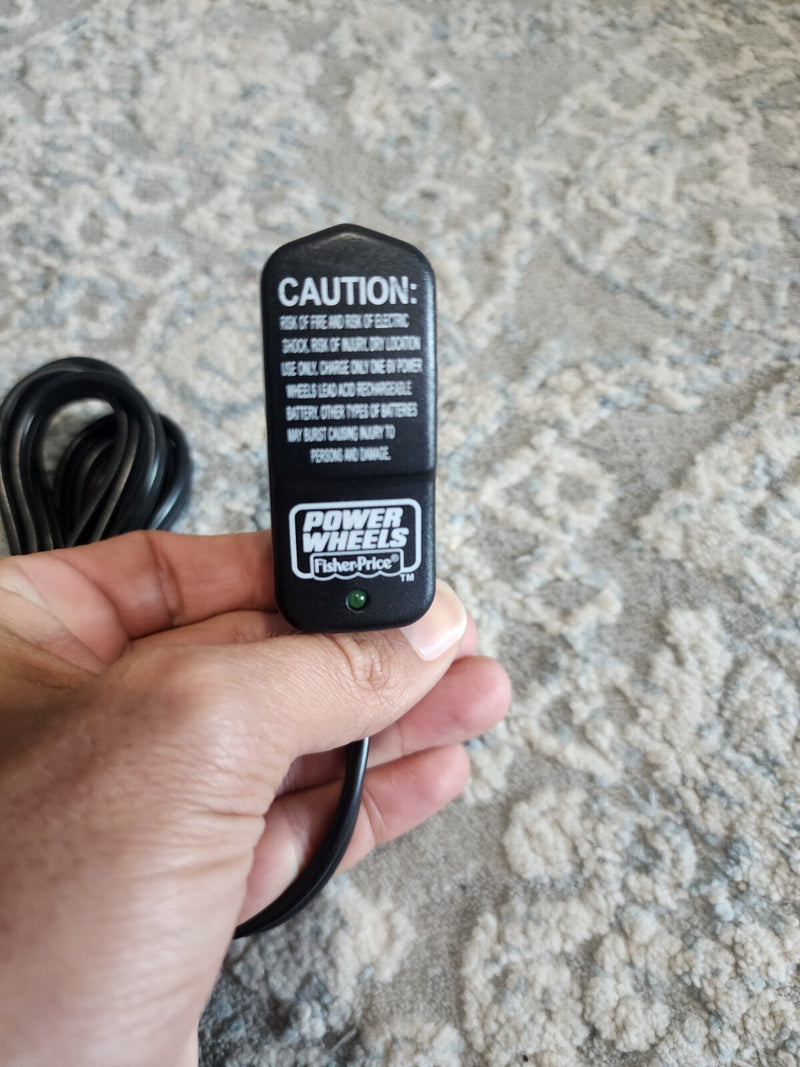 CAUTION:
RISK OF FIRE AND RISK OF ELECTRIC
SHOCK. RISK OF INJURY. DRY LOCATION
USE ONLY. CHARGE ONLY ONE 6V POWER
WHEELS LEAD ACID RECHARGEABLE
BATTERY. OTHER TYPES OF BATTERIES
MAY BURST CAUSING INJURY TO
PERSONS AND DAMAGE.
POWER
WHEELS
Fisher-Price®
TM